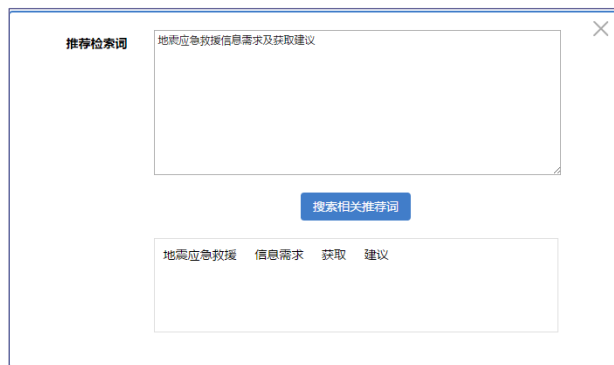 推荐检索词
地震应急救援信息需求及获取建议
搜索相关推荐词
地震应急救援 信息需求 获取 建议